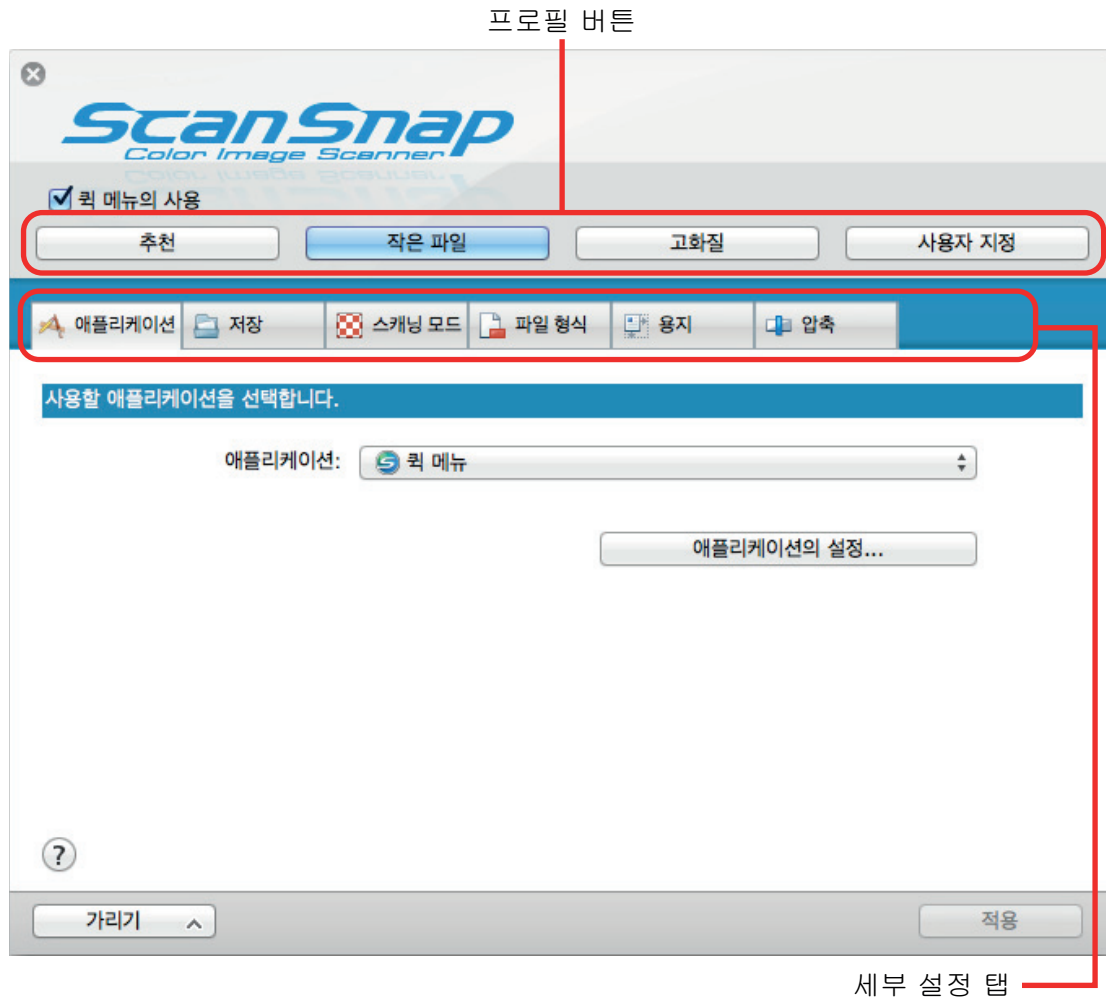 프로필 버튼
ScanSnap
Color Image Scanner
퀵 메뉴의 사용
추천 작은 파일 고화질 사용자 지정
애플리케이션 저장 스캐닝 모드 파일 형식 용지 압축
사용할 애플리케이션을 선택합니다.
애플리케이션: 퀵 메뉴
애플리케이션의 설정...
?
가리기 적용
세부 설정 탭